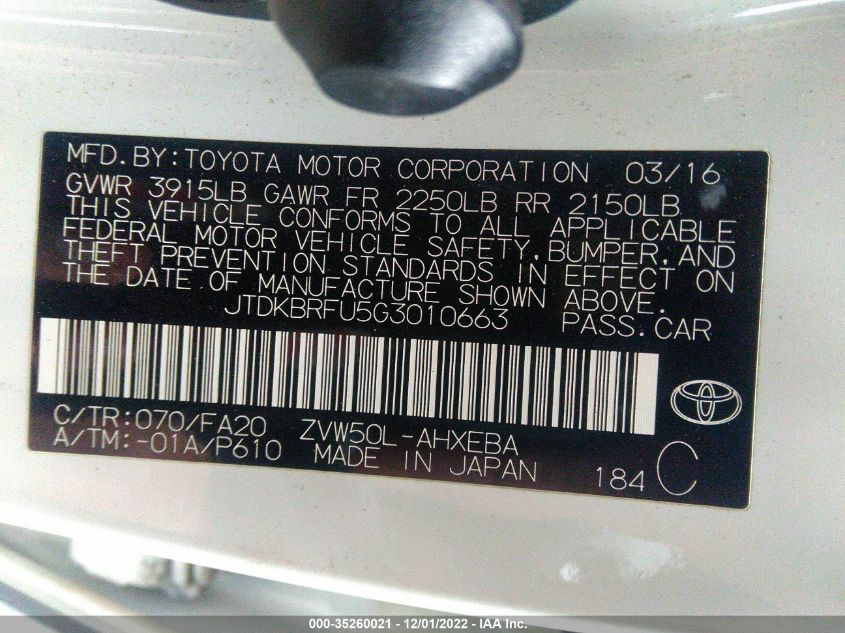 MFD.BY:TOYOTA MOTOR CORPORATION 03/16
GVWR 3915LB GAWR FR 2250LB RR 2150LB
THIS VEHICLE CONFORMS TO ALL APPLICABLE
FEDERAL MOTOR VEHICLE SAFETY,BUMPER,AND
THEFT PREVENTION STANDARDS IN EFFECT ON
THE DATE OF MANUFACTURE SHOWN ABOVE.
JTDKBRFU5G3010663 PASS.CAR
C/TR:070/FA20 ZVW50L-AHXEBA
A/TM:-01A/P610 MADE IN JAPAN 184 C
000-35260021 - 12/01/2022 - IAA Inc.